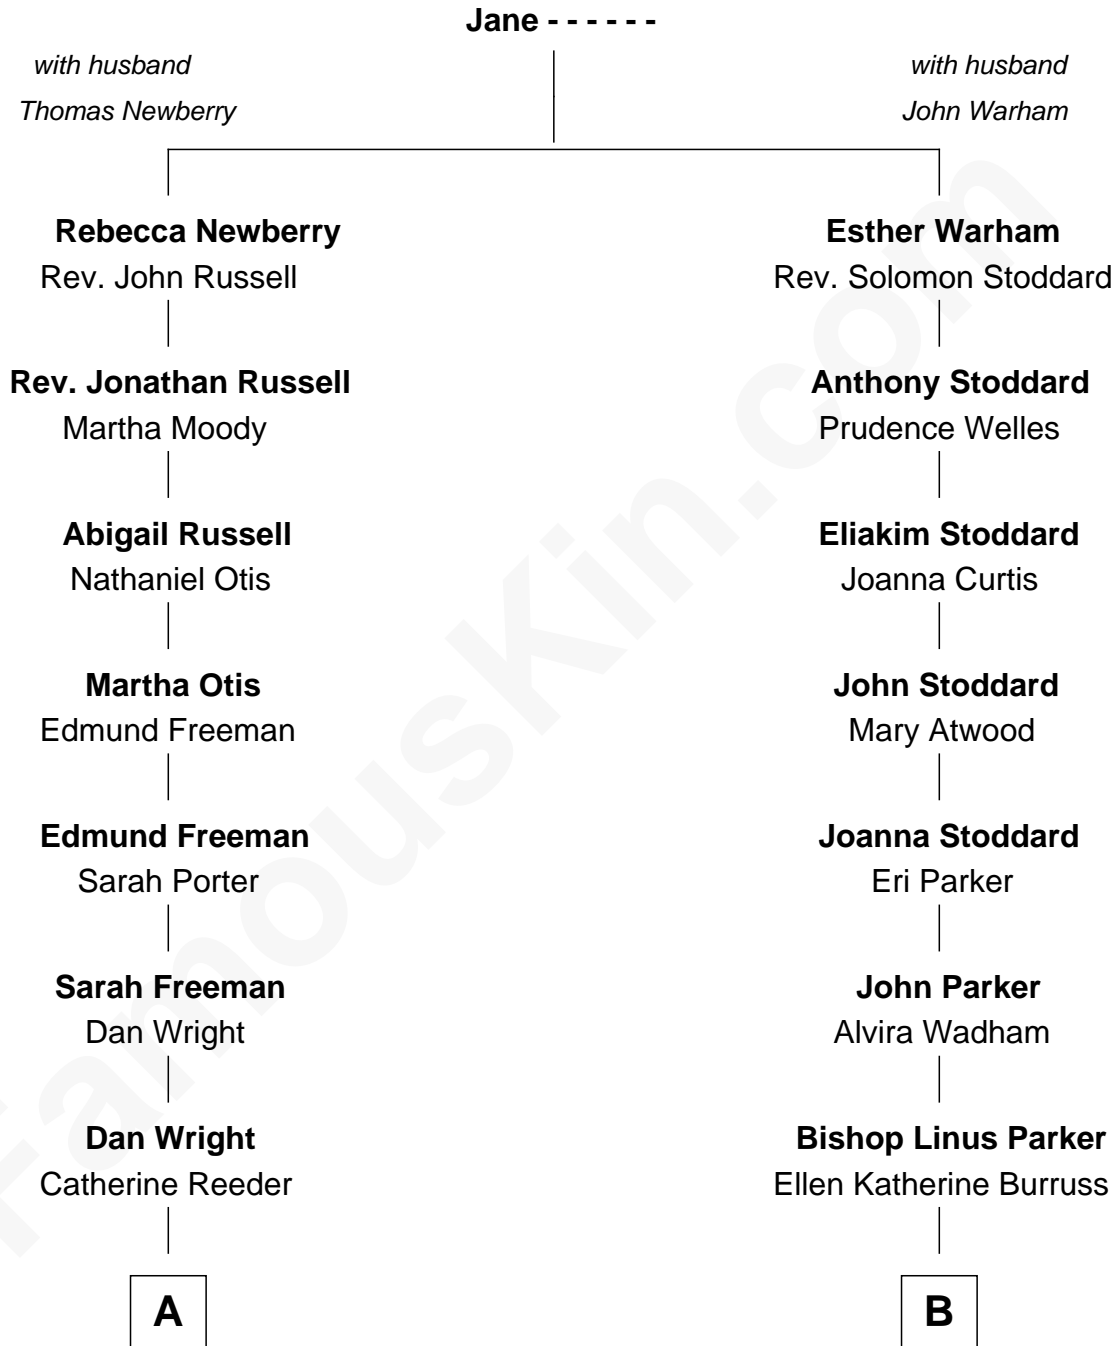 Jane - - - - - -
with husband
Thomas Newberry
with husband
John Warham
Rebecca Newberry
Rev. John Russell
Esther Warham
Rev. Solomon Stoddard
Rev. Jonathan Russell
Martha Moody
Anthony Stoddard
Prudence Welles
Abigail Russell
Nathaniel Otis
Eliakim Stoddard
Joanna Curtis
Martha Otis
Edmund Freeman
John Stoddard
Mary Atwood
Edmund Freeman
Sarah Porter
Joanna Stoddard
Eri Parker
Sarah Freeman
Dan Wright
John Parker
Alvira Wadham
Dan Wright
Catherine Reeder
Bishop Linus Parker
Ellen Katherine Burruss
A
B
FamousKin.com